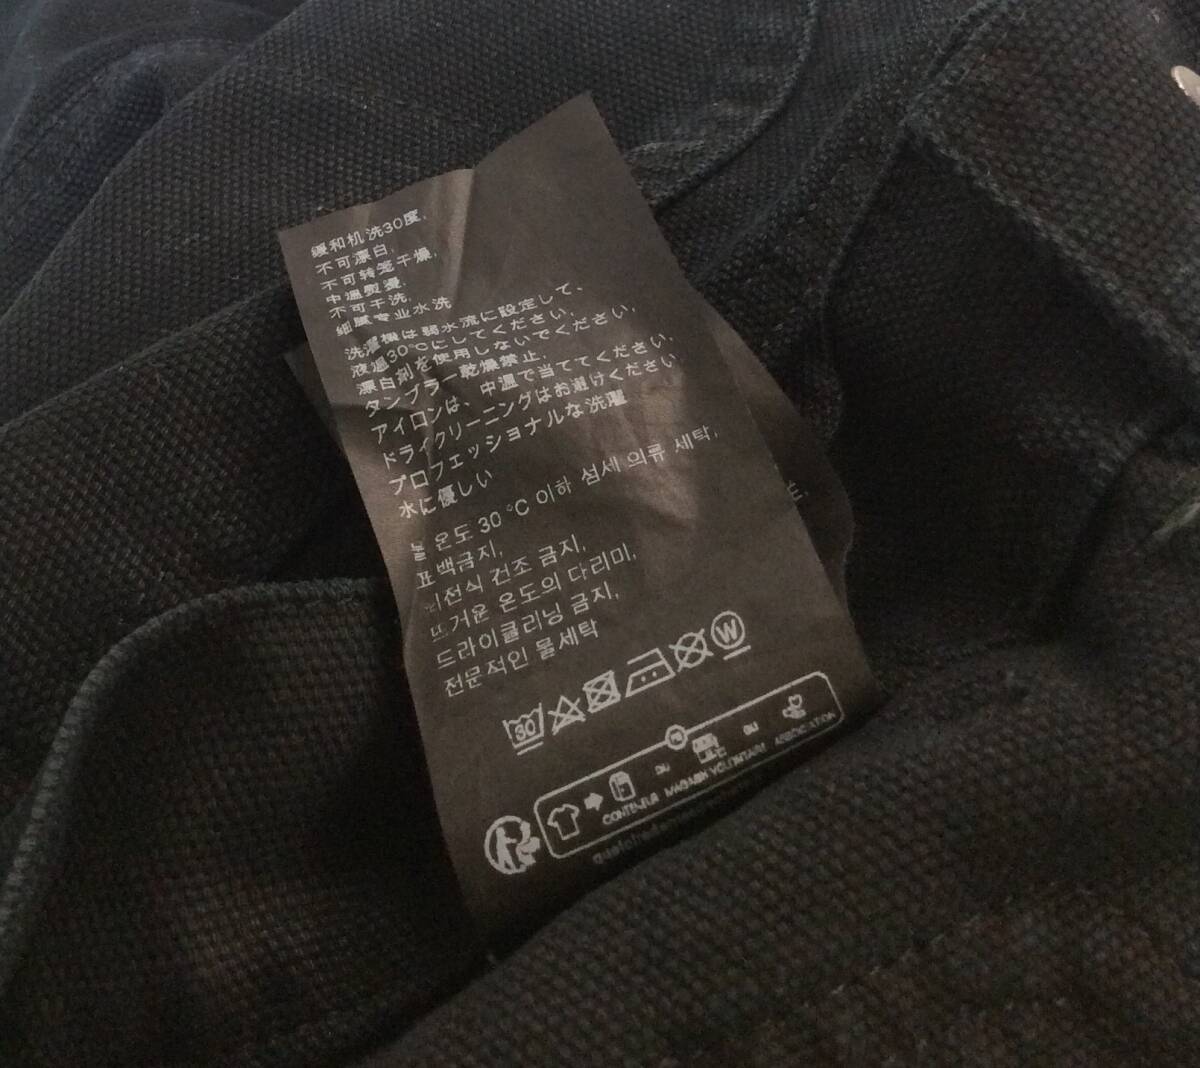 缓和机洗30度,
不可漂白,
不可转笼干燥,
中温熨烫,
不可干洗,
细腻专业水洗
洗濯機は弱水流に設定して、
液温30℃にしてください,
漂白剤を使用しないでください,
タンブラー乾燥禁止,
アイロンは、中温で当ててください,
ドライクリーニングはお避けください
プロフェッショナルな洗濯
水に優しい
물 온도 30 °C 이하 섬세 의류 세탁,
표백금지,
회전식 건조 금지,
뜨거운 온도의 다리미,
드라이클리닝 금지,
전문적인 물세탁
30
W
FR
OU
OU
CONTENEUR MAGASIN VOLONTAIRE ASSOCIATION